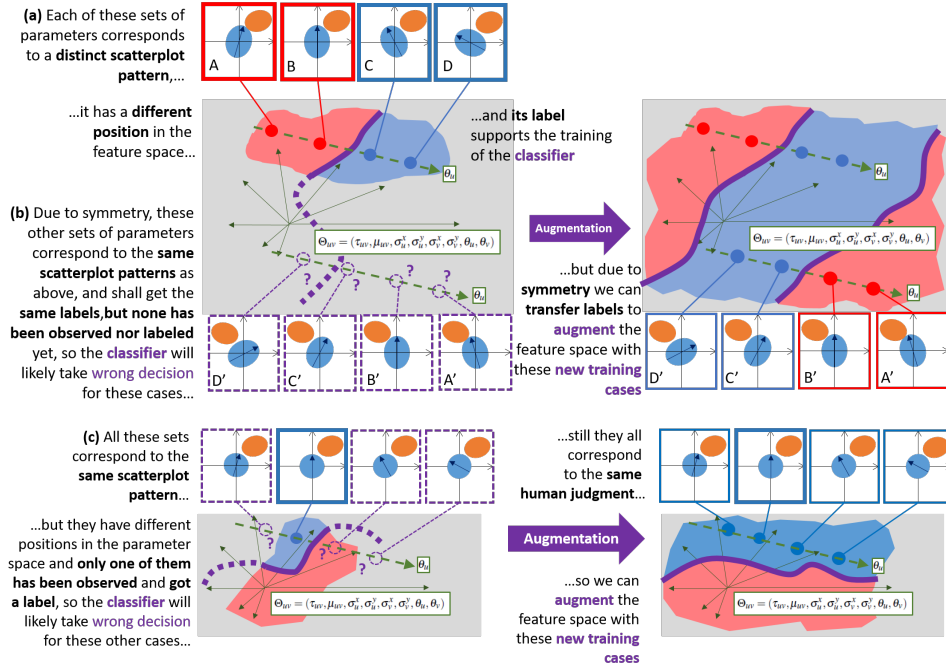 (a) Each of these sets of
parameters corresponds
to a distinct scatterplot
pattern,...
A
B
C
D
...it has a different
position in the
feature space...
θu
...and its label
supports the training
of the classifier
θu
(b) Due to symmetry, these
other sets of parameters
correspond to the same
scatterplot patterns as
above, and shall get the
same labels,but none has
been observed nor labeled
yet, so the classifier will
likely take wrong decision
for these cases...
Θuv = (τuv, μuv, σux, σuy, σvx, σvy, θu, θv)
?
?
?
?
θu
D’
C’
B’
A’
Augmentation
...but due to
symmetry we can
transfer labels to
augment the
feature space with
these new training
cases
Θuv = (τuv, μuv, σux, σuy, σvx, σvy, θu, θv)
θu
D’
C’
B’
A’
(c) All these sets
correspond to the
same scatterplot
pattern...
...but they have different
positions in the parameter
space and only one of them
has been observed and got
a label, so the classifier will
likely take wrong decision
for these other cases...
?
?
?
θu
Θuv = (τuv, μuv, σux, σuy, σvx, σvy, θu, θv)
...still they all
correspond
to the same
human judgment...
Augmentation
...so we can
augment the
feature space with
these new training
cases
θu
Θuv = (τuv, μuv, σux, σuy, σvx, σvy, θu, θv)